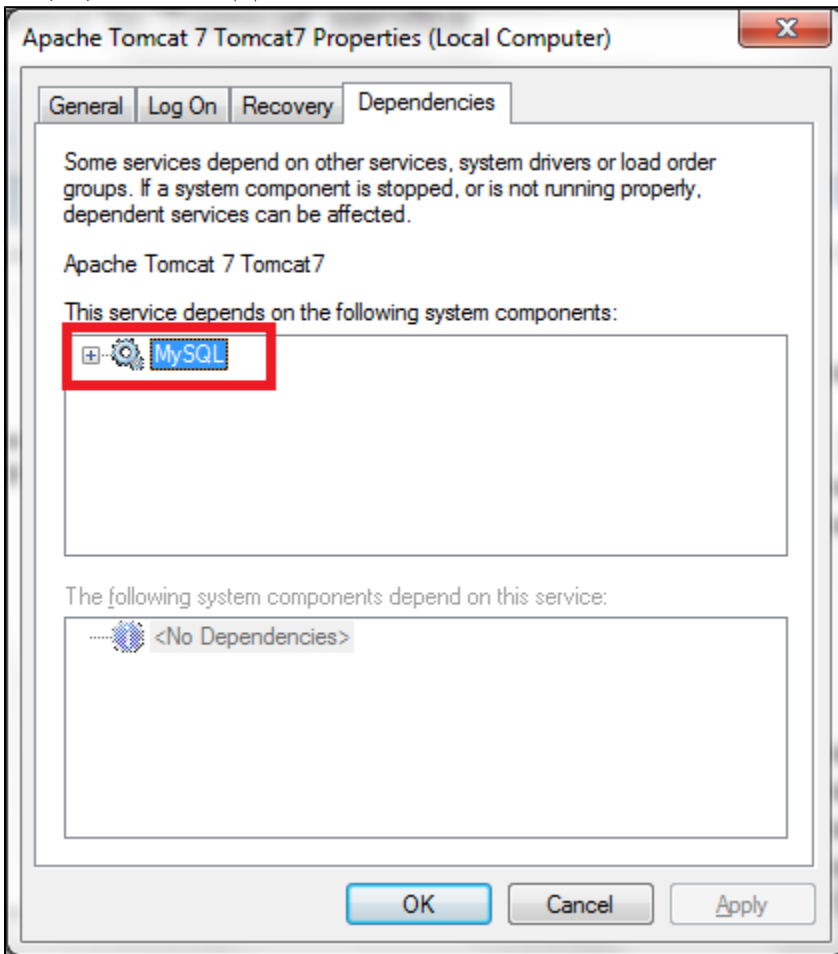 Apache Tomcat 7 Tomcat7 Properties (Local Computer)
General Log On Recovery Dependencies
Some services depend on other services, system drivers or load order
groups. If a system component is stopped, or is not running properly,
dependent services can be affected.
Apache Tomcat 7 Tomcat7
This service depends on the following system components:
MySQL
The following system components depend on this service:
<No Dependencies>
OK Cancel Apply